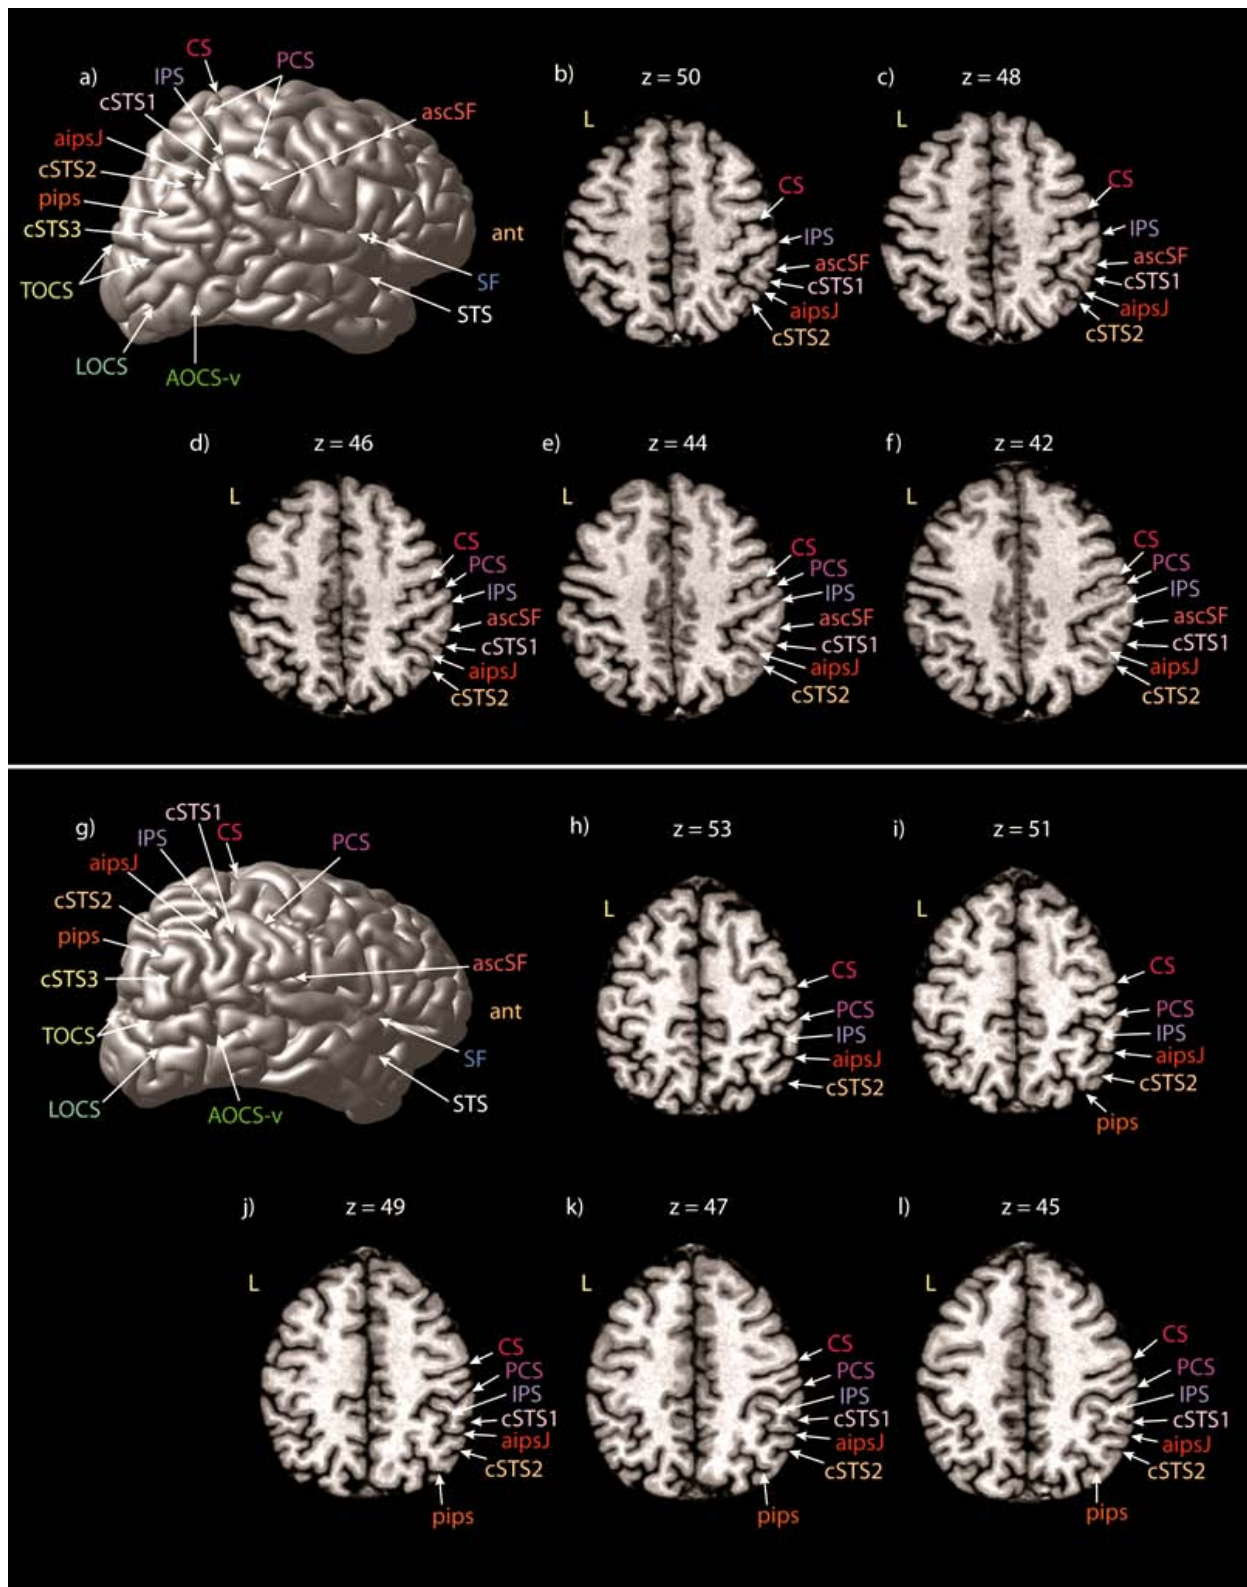 a)
CS
IPS
PCS
cSTS1
ascSF
aipsJ
cSTS2
pips
cSTS3
ant
TOCS
SF
STS
LOCS
AOCS-v
b)
z = 50
L
CS
IPS
ascSF
cSTS1
aipsJ
cSTS2
c)
z = 48
L
CS
IPS
ascSF
cSTS1
aipsJ
cSTS2
d)
z = 46
L
CS
PCS
IPS
ascSF
cSTS1
aipsJ
cSTS2
e)
z = 44
L
CS
PCS
IPS
ascSF
cSTS1
aipsJ
cSTS2
f)
z = 42
L
CS
PCS
IPS
ascSF
cSTS1
aipsJ
cSTS2
g)
cSTS1
IPS
CS
PCS
aipsJ
cSTS2
pips
ascSF
cSTS3
ant
TOCS
SF
LOCS
AOCS-v
STS
h)
z = 53
L
CS
PCS
IPS
aipsJ
cSTS2
i)
z = 51
L
CS
PCS
IPS
aipsJ
cSTS2
pips
j)
z = 49
L
CS
PCS
IPS
cSTS1
aipsJ
cSTS2
pips
k)
z = 47
L
CS
PCS
IPS
cSTS1
aipsJ
cSTS2
pips
l)
z = 45
L
CS
PCS
IPS
cSTS1
aipsJ
cSTS2
pips